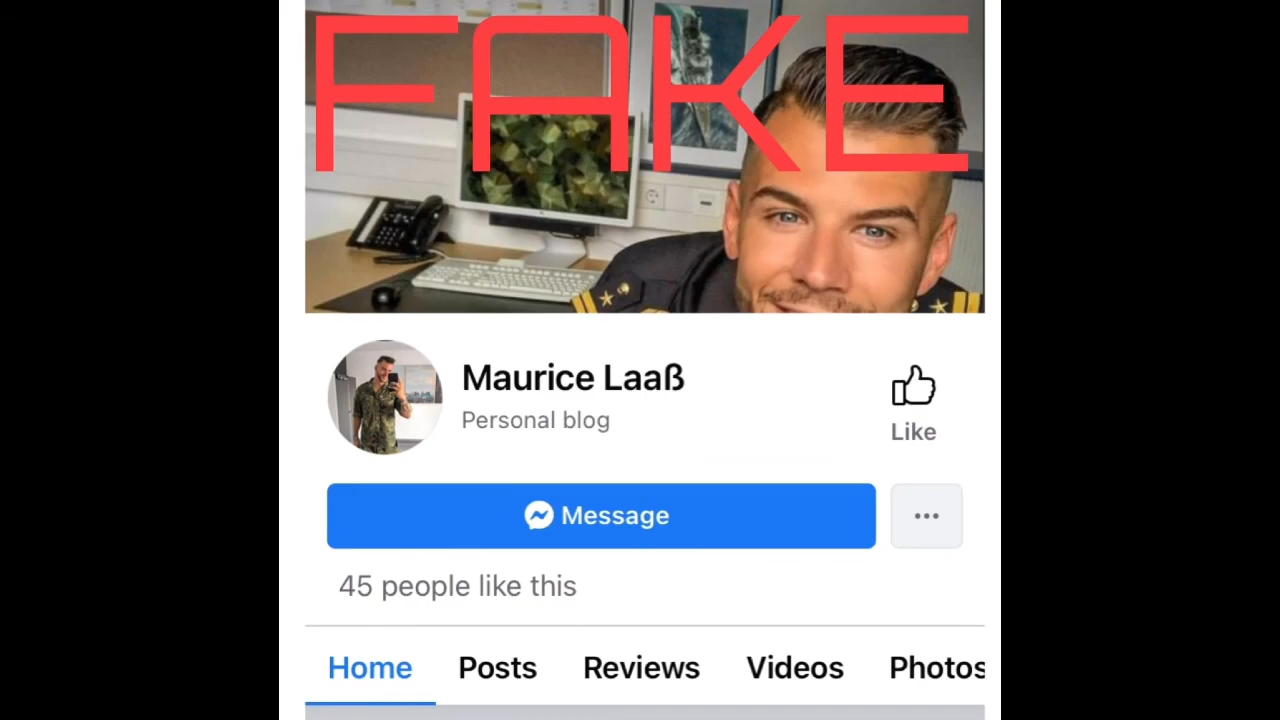 FAKE
Maurice Laaß
Personal blog
Like
Message
45 people like this
Home Posts Reviews Videos Photos